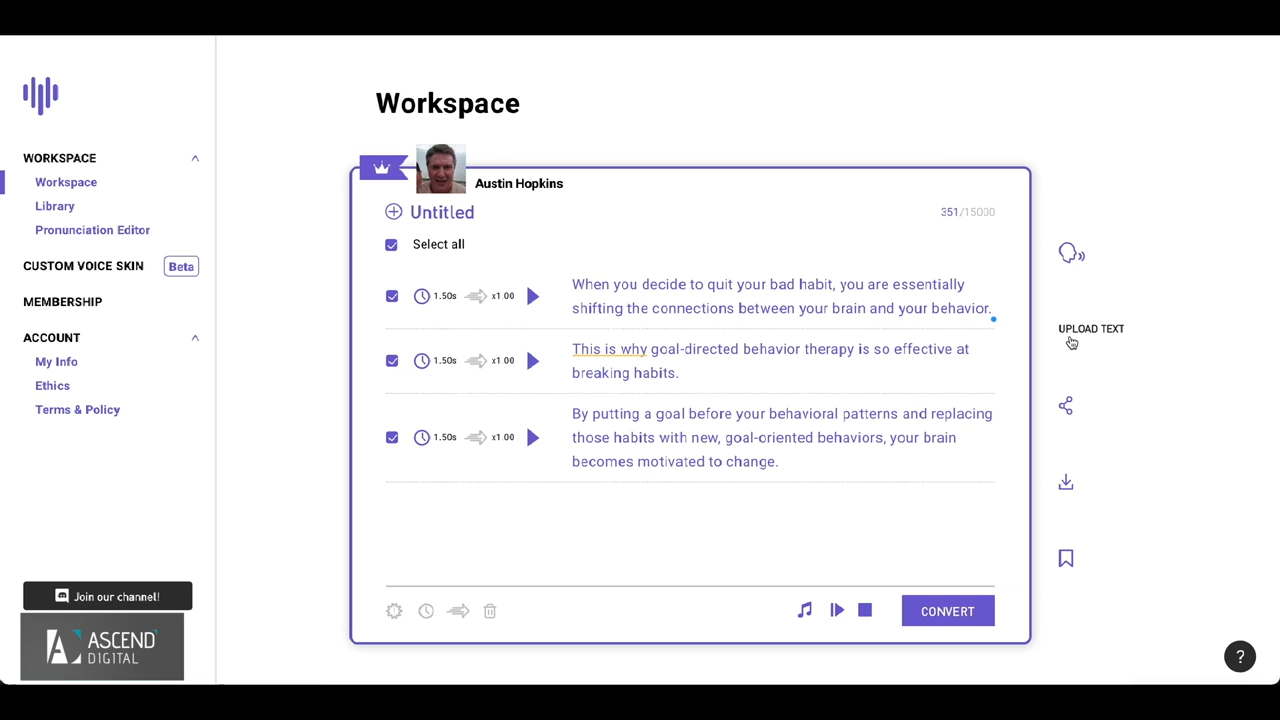 Workspace
WORKSPACE
Workspace
Library
Pronunciation Editor
CUSTOM VOICE SKIN Beta
MEMBERSHIP
ACCOUNT
My Info
Ethics
Terms & Policy
Join our channel!
ASCEND
DIGITAL
Austin Hopkins
Untitled
351/15000
Select all
1.50s x1.00
When you decide to quit your bad habit, you are essentially
shifting the connections between your brain and your behavior.
1.50s x1.00
This is why goal-directed behavior therapy is so effective at
breaking habits.
1.50s x1.00
By putting a goal before your behavioral patterns and replacing
those habits with new, goal-oriented behaviors, your brain
becomes motivated to change.
CONVERT
UPLOAD TEXT
?